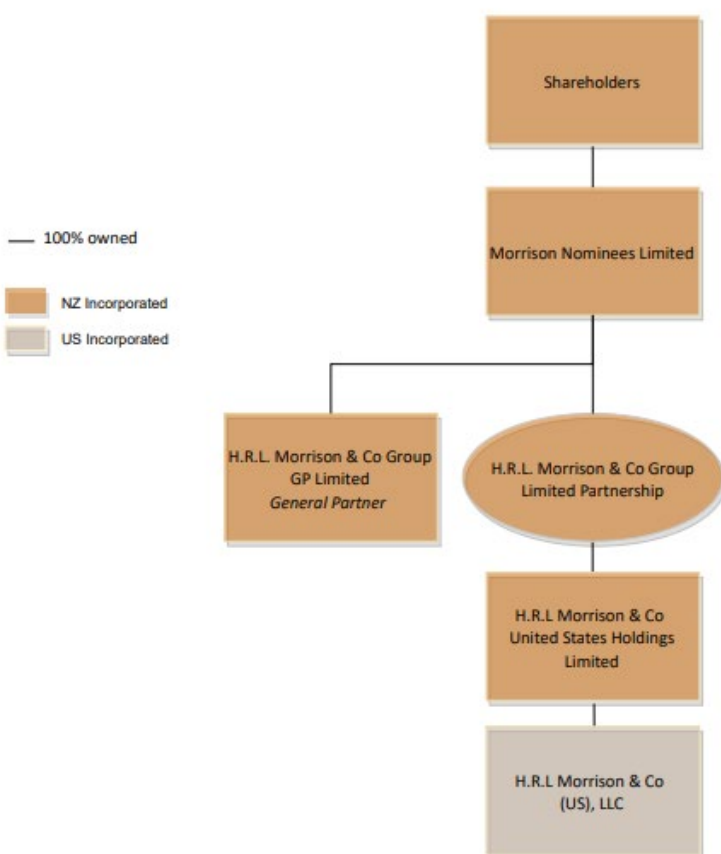 Shareholders
Morrison Nominees Limited
100% owned
NZ Incorporated
US Incorporated
H.R.L. Morrison & Co Group
GP Limited
General Partner
H.R.L. Morrison & Co Group
Limited Partnership
H.R.L Morrison & Co
United States Holdings
Limited
H.R.L Morrison & Co
(US), LLC